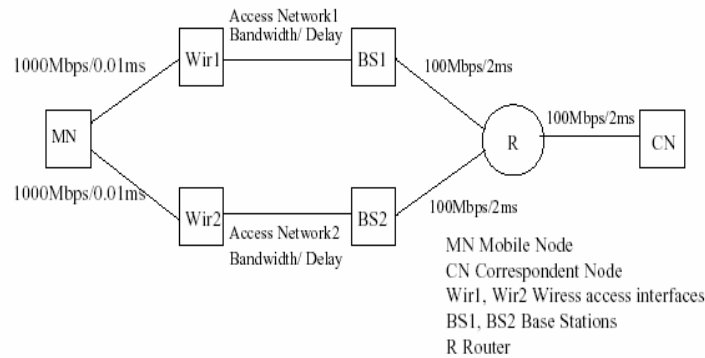 Access Network1
Bandwidth/ Delay
1000Mbps/0.01ms
Wir1
BS1
100Mbps/2ms
MN
R
100Mbps/2ms
CN
1000Mbps/0.01ms
Wir2
BS2
100Mbps/2ms
Access Network2
Bandwidth/ Delay
MN Mobile Node
CN Correspondent Node
Wir1, Wir2 Wiress access interfaces
BS1, BS2 Base Stations
R Router